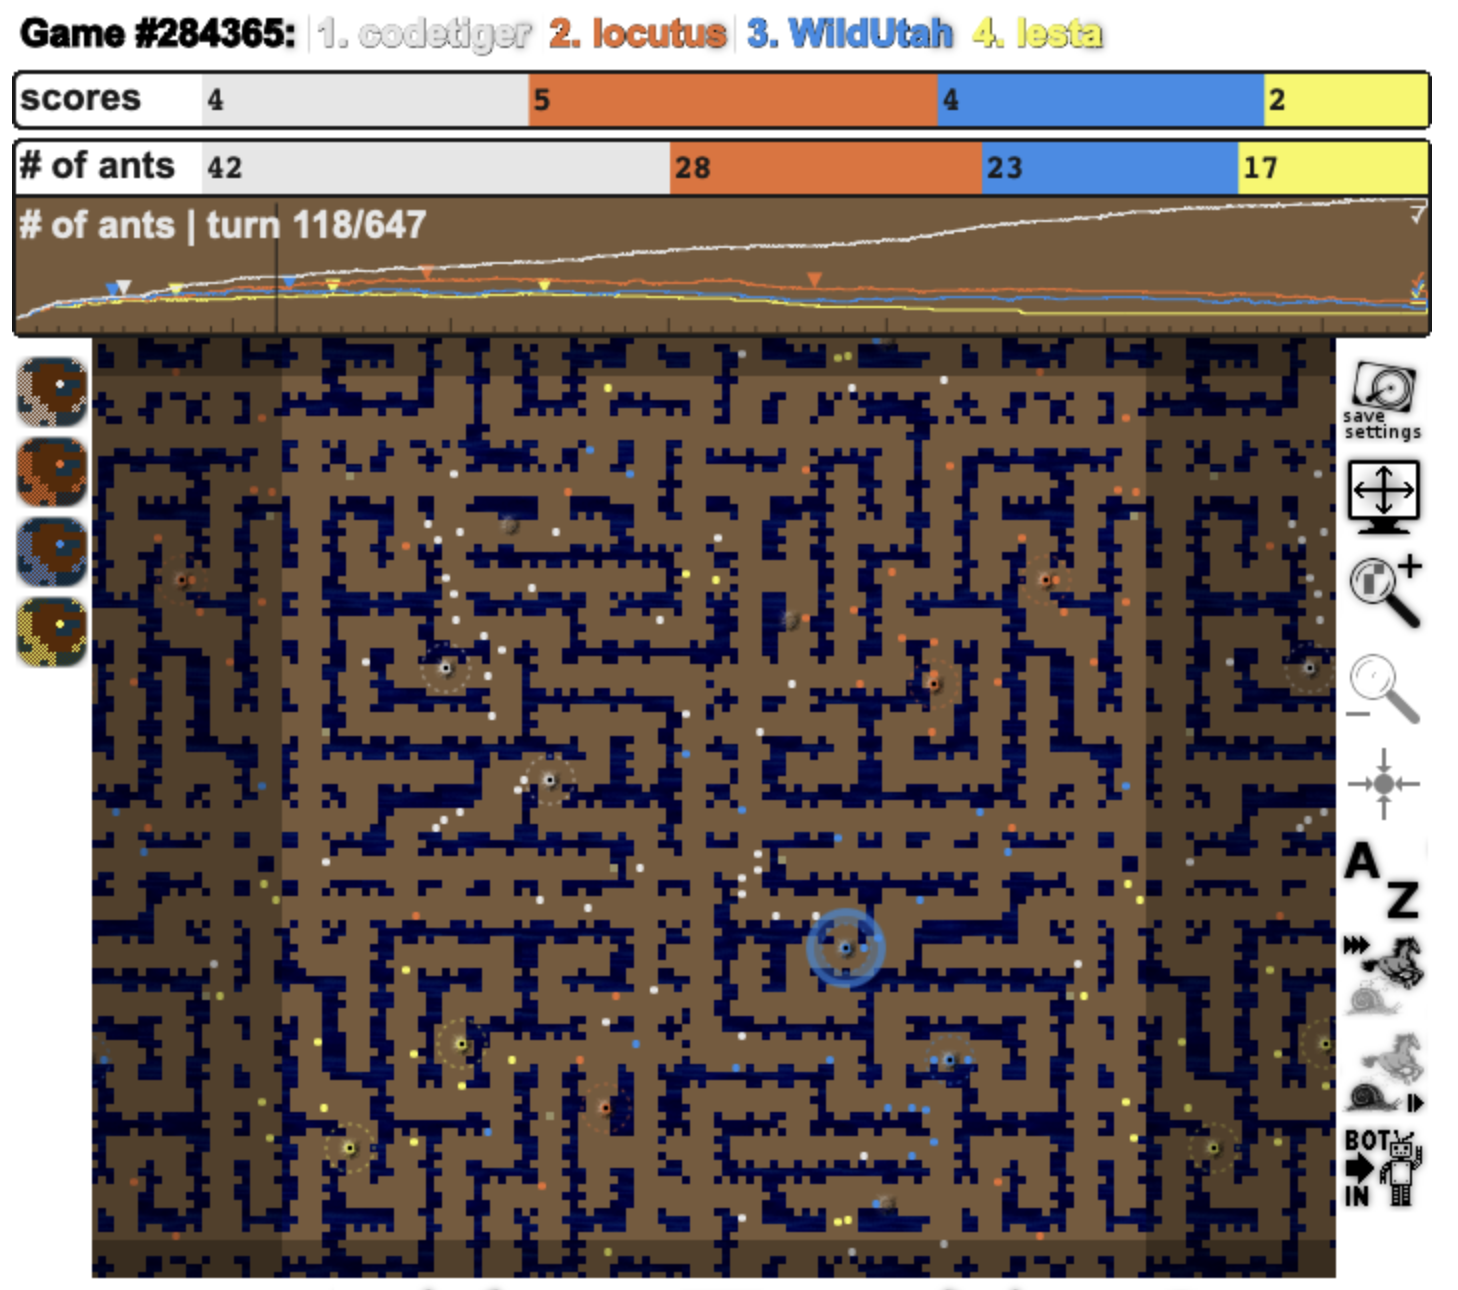 Game #284365: 1. codetiger 2. locutus 3. WildUtah 4. lesta
scores 4 5 4 2
# of ants 42 28 23 17
# of ants | turn 118/647
save
settings
A
Z
BOT
IN